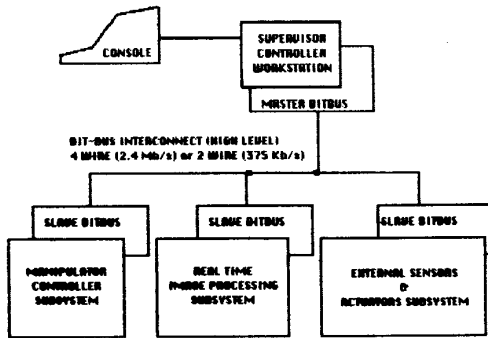 CONSOLE
SUPERVISOR
CONTROLLER
WORKSTATION
MASTER BITBUS
BIT-BUS INTERCONNECT (HIGH LEVEL)
4 WIRE (2.4 Mb/s) or 2 WIRE (375 Kb/s)
SLAVE BITBUS
SLAVE BITBUS
SLAVE BITBUS
MANIPULATOR
CONTROLLER
SUBSYSTEM
REAL TIME
IMAGE PROCESSING
SUBSYSTEM
EXTERNAL SENSORS
&
ACTUATORS SUBSYSTEM